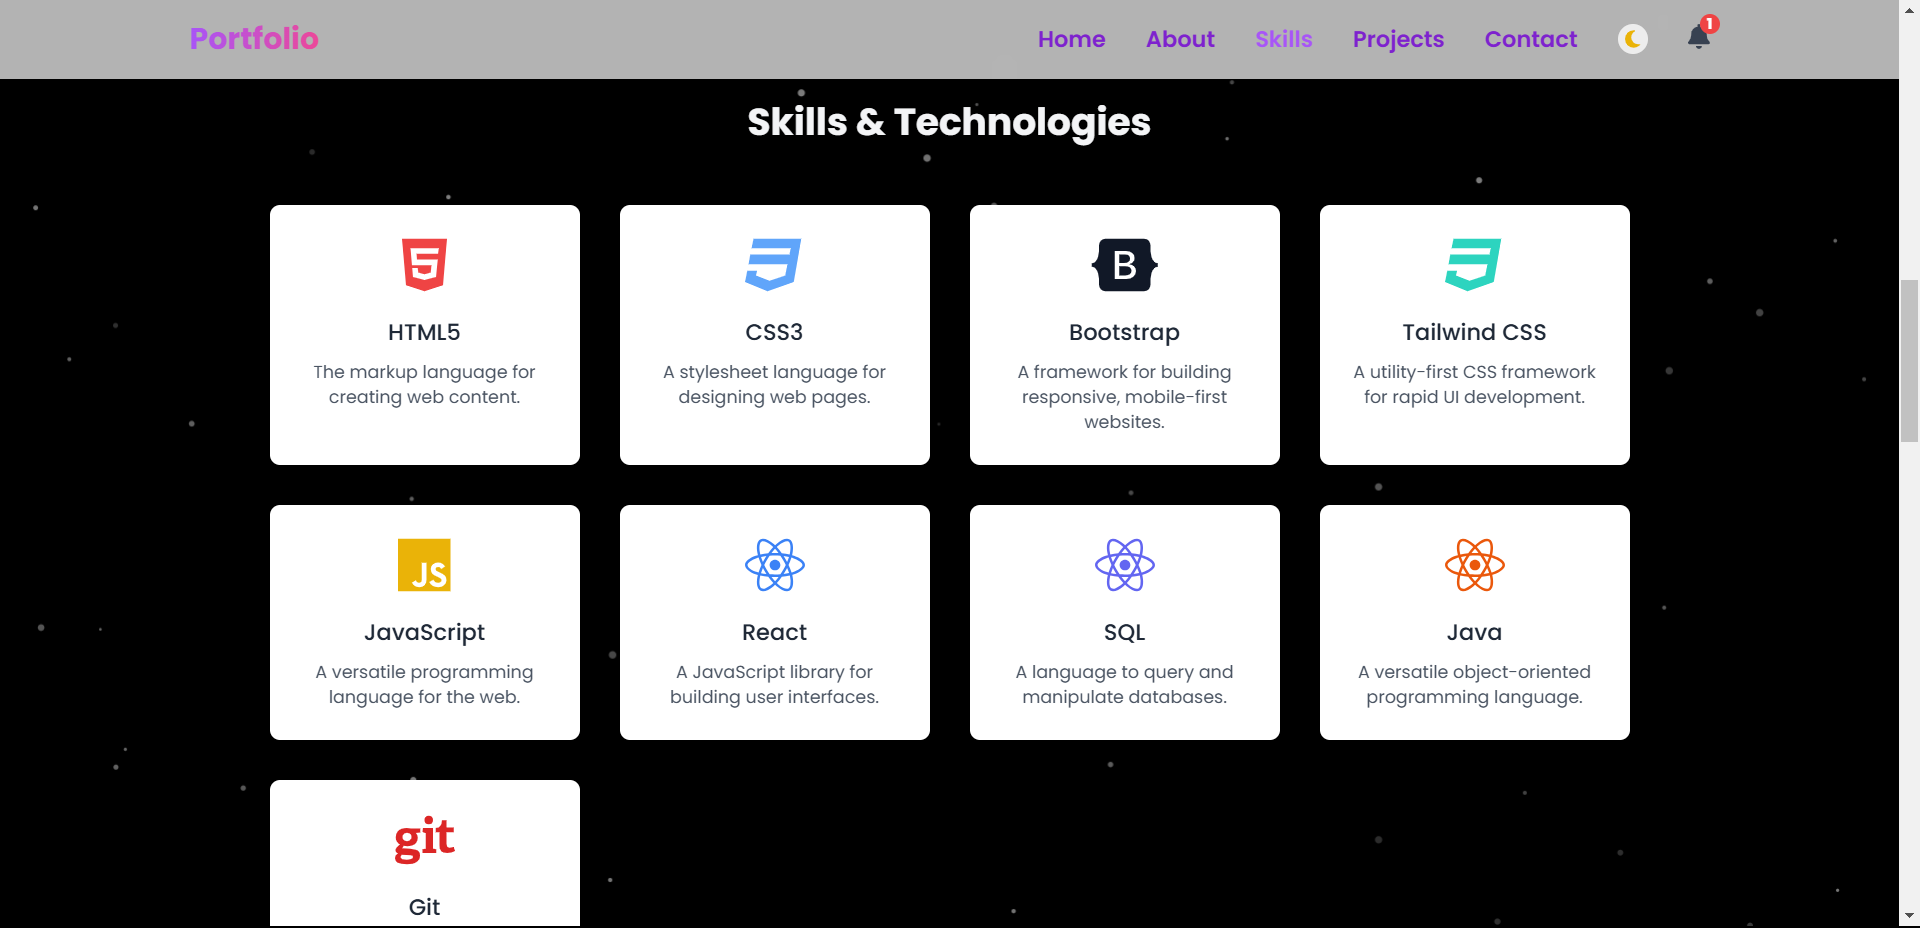 Portfolio
Home About Skills Projects Contact 1
Skills & Technologies
5
B
HTML5
The markup language for
creating web content.
CSS3
A stylesheet language for
designing web pages.
Bootstrap
A framework for building
responsive, mobile-first
websites.
Tailwind CSS
A utility-first CSS framework
for rapid UI development.
JS
JavaScript
A versatile programming
language for the web.
React
A JavaScript library for
building user interfaces.
SQL
A language to query and
manipulate databases.
Java
A versatile object-oriented
programming language.
git
Git